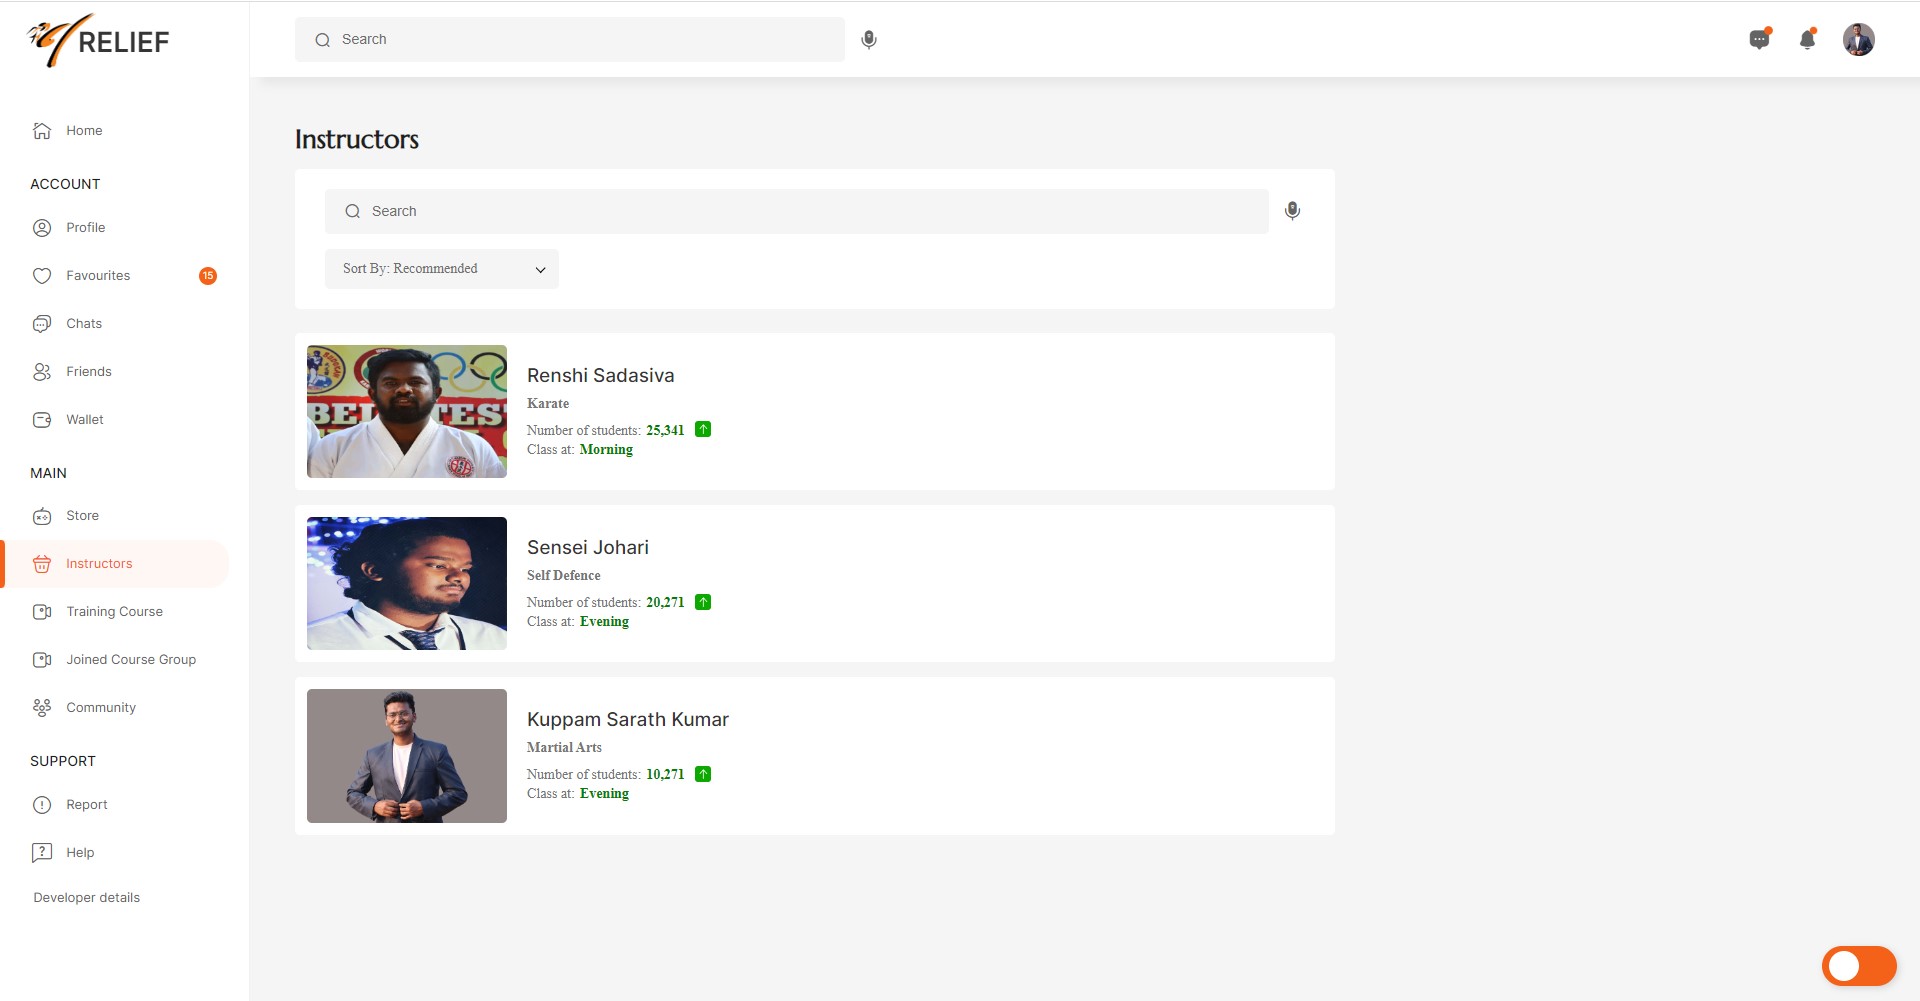 RELIEF
Search
Home
ACCOUNT
Profile
Favourites 15
Chats
Friends
Wallet
MAIN
Store
Instructors
Training Course
Joined Course Group
Community
SUPPORT
Report
Help
Developer details
Instructors
Search
Sort By: Recommended
Renshi Sadasiva
Karate
Number of students: 25,341
Class at: Morning
Sensei Johari
Self Defence
Number of students: 20,271
Class at: Evening
Kuppam Sarath Kumar
Martial Arts
Number of students: 10,271
Class at: Evening